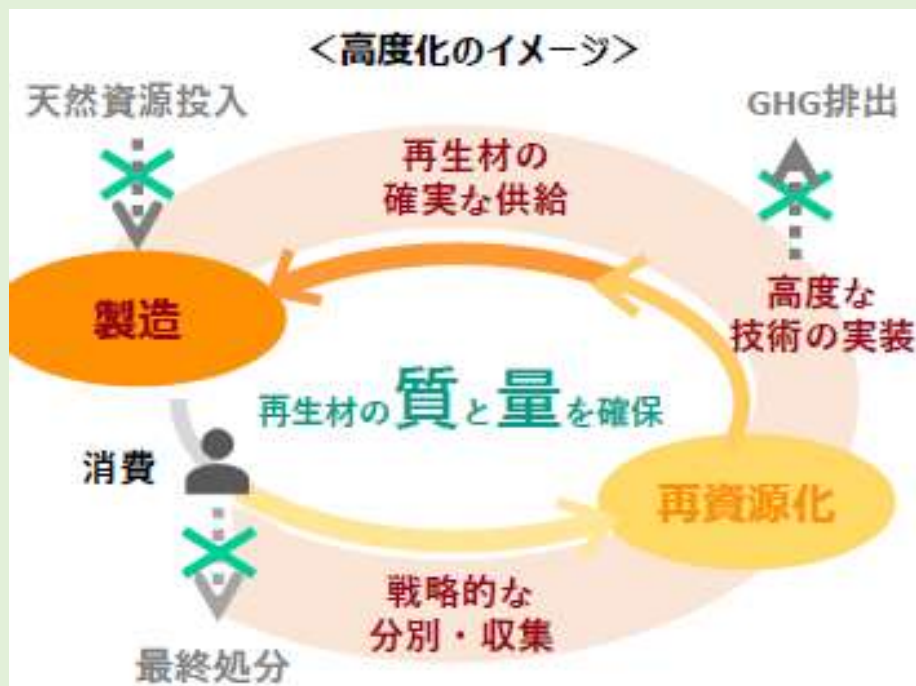 ＜高度化のイメージ＞
天然資源投入
GHG排出
再生材の
確実な供給
製造
高度な
技術の実装
再生材の質と量を確保
消費
再資源化
戦略的な
分別・収集
最終処分